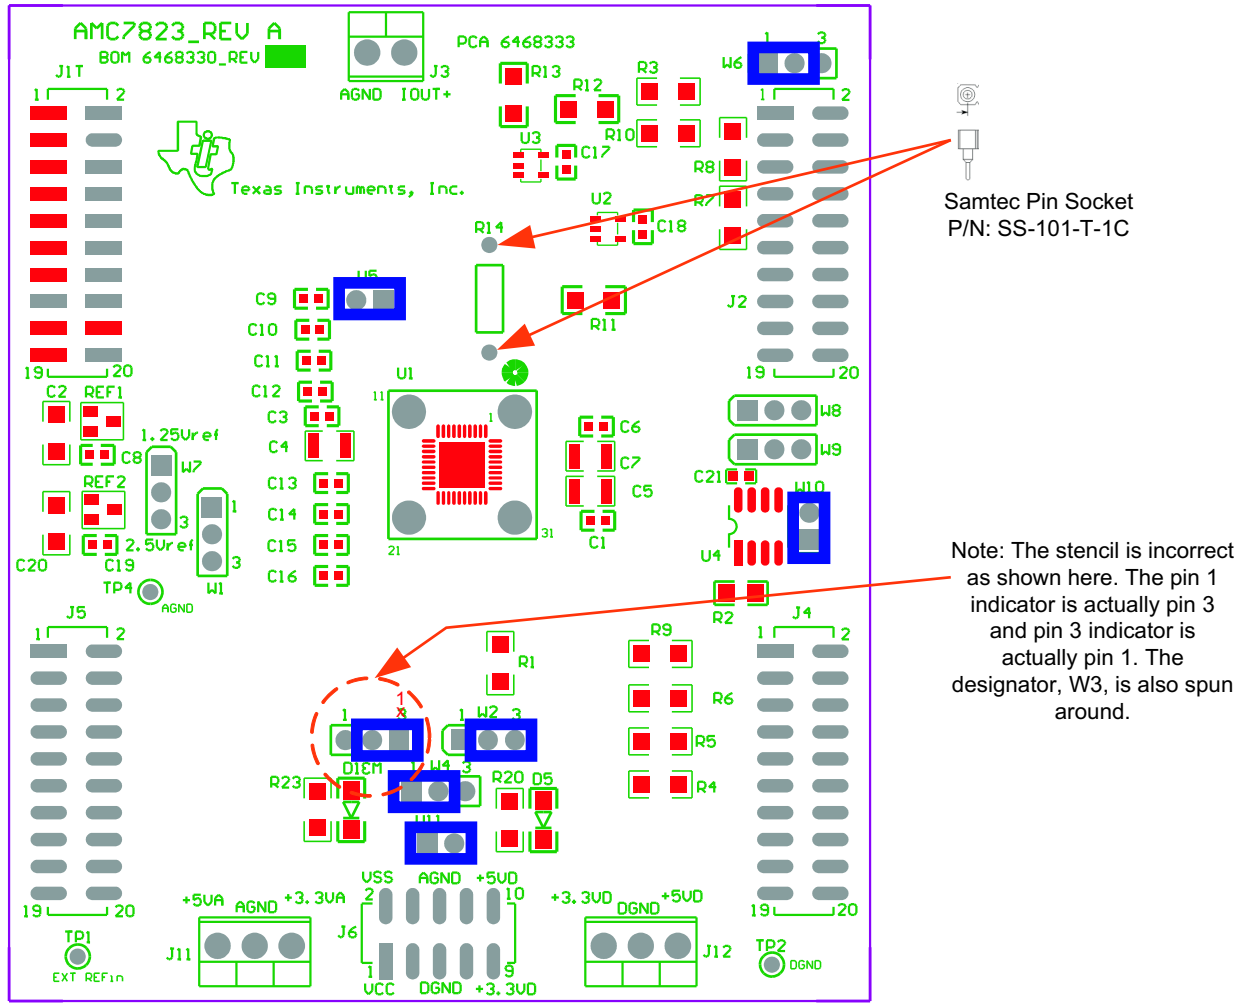 AMC7823_REV A
BOM 6468330_REV
PCA 6468333
J3
AGND IOUT+
J1T
1 2
19 20
Texas Instruments, Inc.
R13
R12
R3
R10
U3
C17
U2
C18
R14
R8
R7
W6
1 3
1 2
J2
19 20
Samtec Pin Socket
P/N: SS-101-T-1C
W5
R11
C9
C10
C11
C12
C3
C4
C13
C14
C15
C16
U1
11
1
21
31
C6
C7
C5
C1
C2
REF1
C8
1.25Vref
W7
3
2.5Vref
REF2
C20
C19
1
3
W1
TP4
AGND
W8
W9
C21
W10
U4
R2
Note: The stencil is incorrect
as shown here. The pin 1
indicator is actually pin 3
and pin 3 indicator is
actually pin 1. The
designator, W3, is also spun
around.
J5
1 2
19 20
J4
1 2
19 20
R1
R9
R6
R5
R4
1
1
x
1 W2 3
1 W4 3
R23
R20
D5
W11
+5VA AGND +3.3VA
J11
VSS AGND +5VD
2 10
J6
1 9
VCC DGND +3.3VD
+3.3VD DGND +5VD
J12
TP1
EXT REFin
TP2
DGND